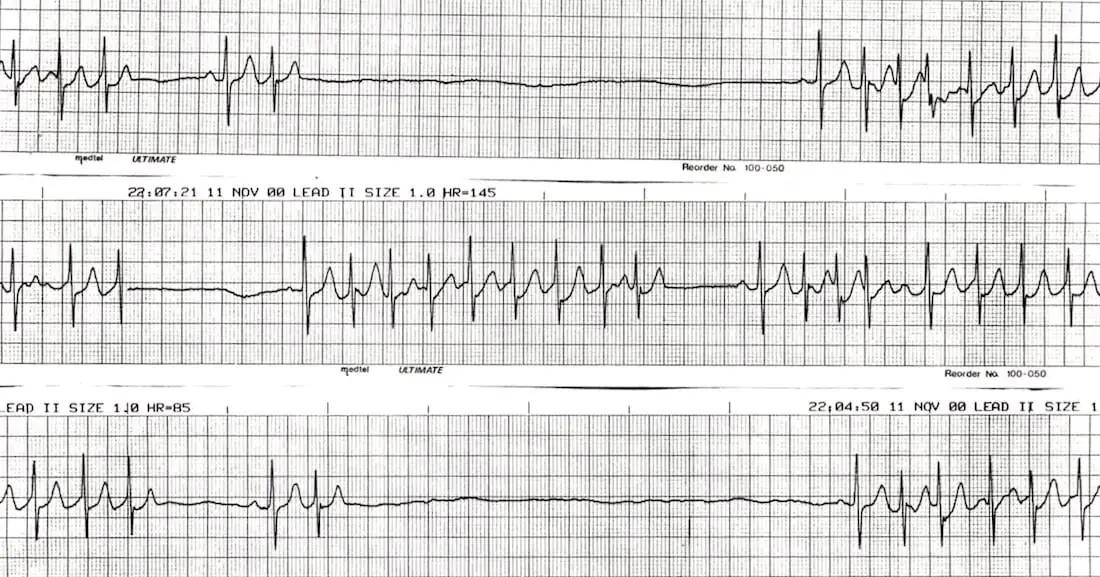 medtel ULTIMATE Reorder No. 100-050
22:07:21 11 NOV 00 LEAD II SIZE 1.0 HR=145
medtel ULTIMATE Reorder No. 100-050
EAD II SIZE 1.0 HR=85 22:04:50 11 NOV 00 LEAD II SIZE 1